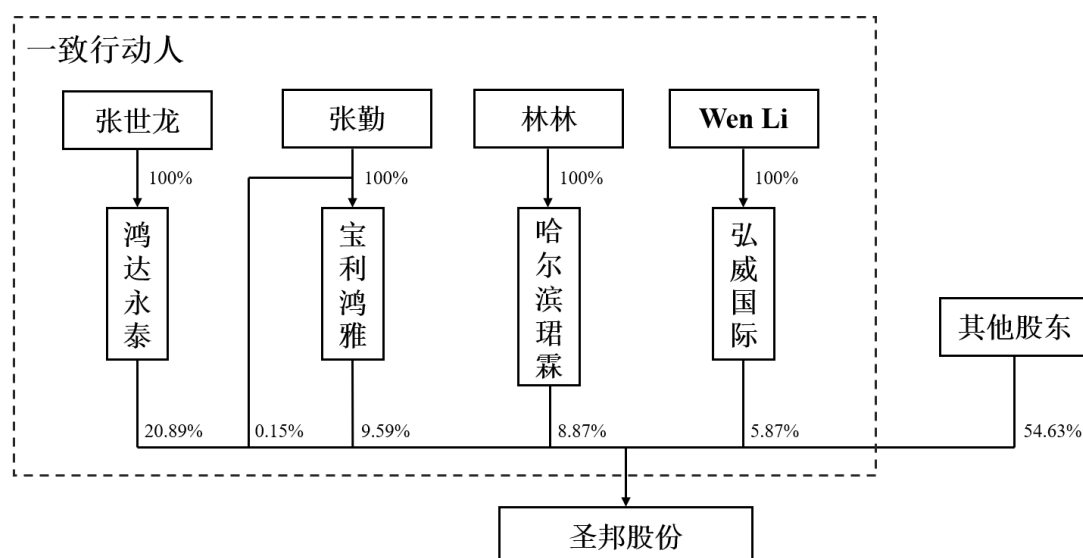 一致行动人
张世龙
张勤
林林
Wen Li
100%
100%
100%
100%
鸿达永泰
宝利鸿雅
哈尔滨珺霖
弘威国际
其他股东
20.89%
0.15%
9.59%
8.87%
5.87%
54.63%
圣邦股份